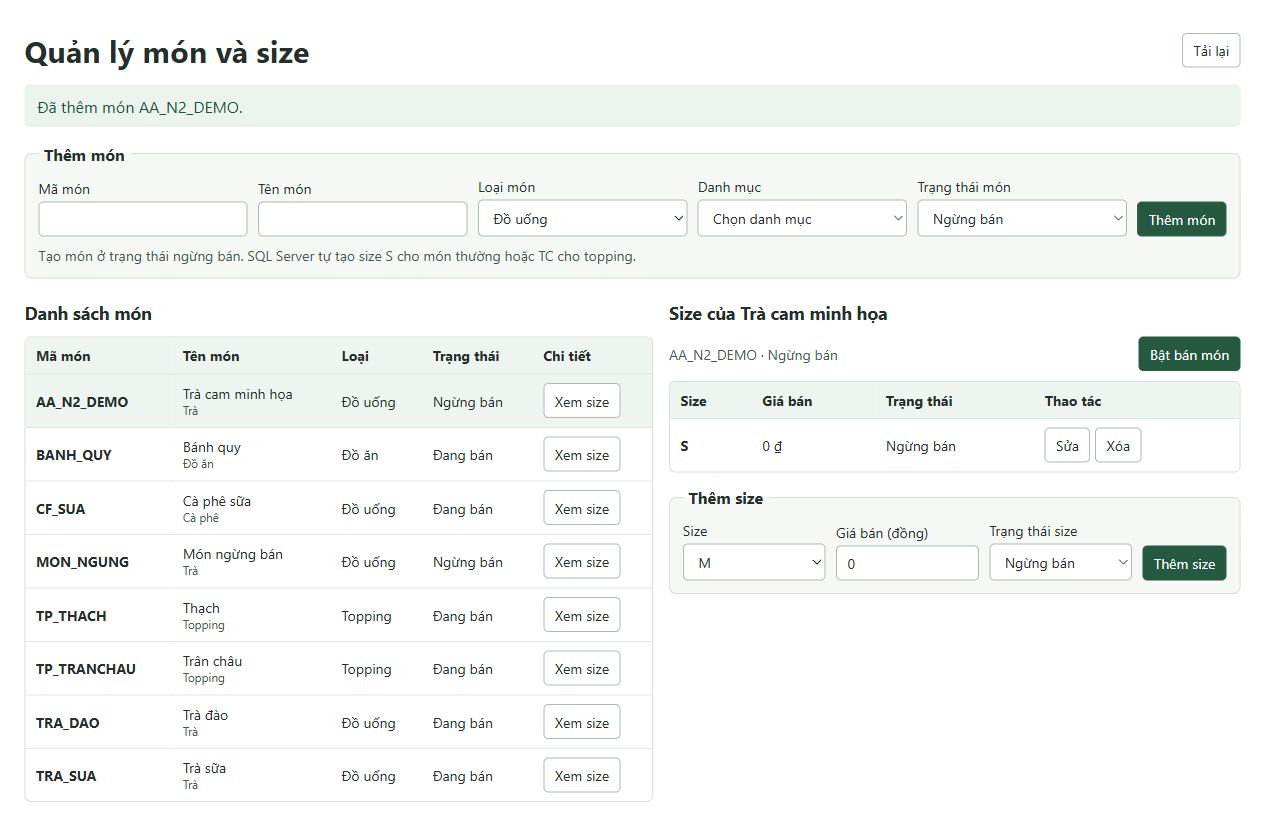 Quản lý món và size
Tải lại
Đã thêm món AA_N2_DEMO.
Thêm món
Mã món
Tên món
Loại món
Danh mục
Trạng thái món
Đồ uống
Chọn danh mục
Ngừng bán
Thêm món
Tạo món ở trạng thái ngừng bán. SQL Server tự tạo size S cho món thường hoặc TC cho topping.
Danh sách món
Mã món Tên món Loại Trạng thái Chi tiết
AA_N2_DEMO Trà cam minh họa Đồ uống Ngừng bán Xem size
Trà
BANH_QUY Bánh quy Đồ ăn Đang bán Xem size
Đồ ăn
CF_SUA Cà phê sữa Đồ uống Đang bán Xem size
Cà phê
MON_NGUNG Món ngừng bán Đồ uống Ngừng bán Xem size
Trà
TP_THACH Thạch Topping Đang bán Xem size
Topping
TP_TRANCHAU Trân châu Topping Đang bán Xem size
Topping
TRA_DAO Trà đào Đồ uống Đang bán Xem size
Trà
TRA_SUA Trà sữa Đồ uống Đang bán Xem size
Trà
Size của Trà cam minh họa
AA_N2_DEMO · Ngừng bán
Bật bán món
Size Giá bán Trạng thái Thao tác
S 0 ₫ Ngừng bán Sửa Xóa
Thêm size
Size
Giá bán (đồng)
Trạng thái size
M
0
Ngừng bán
Thêm size